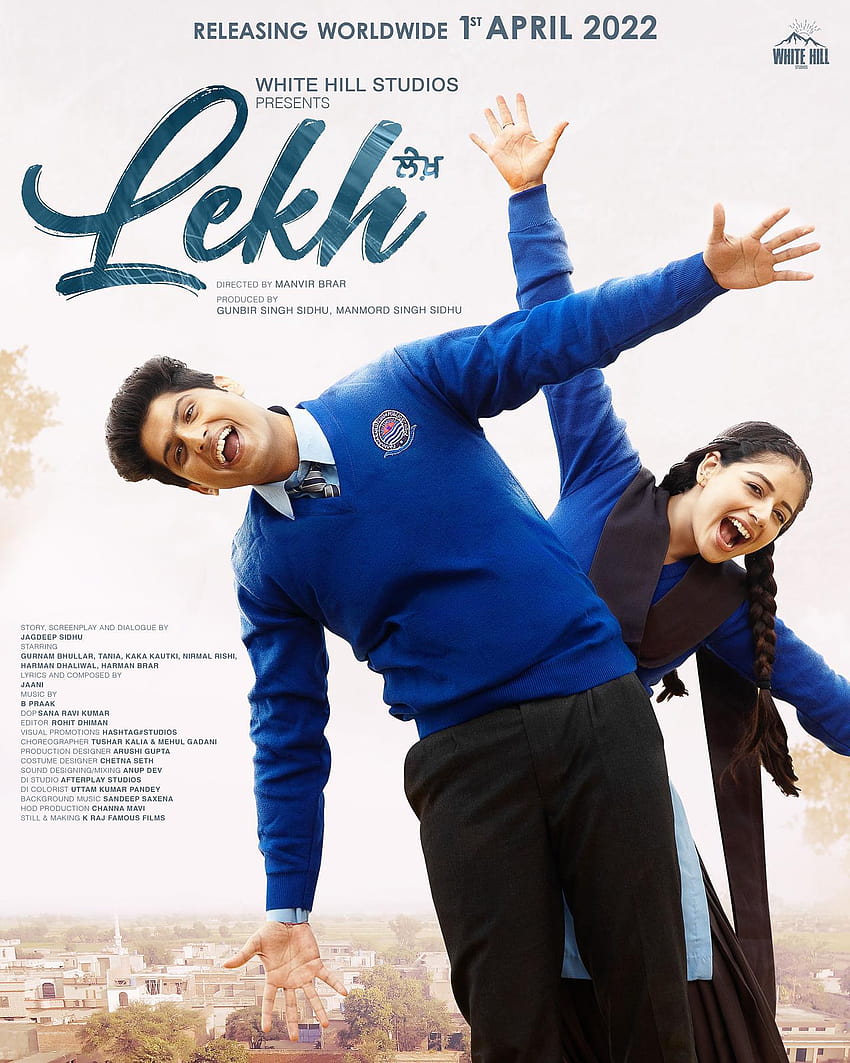 RELEASING WORLDWIDE 1ST APRIL 2022
WHITE HILL
STUDIOS
WHITE HILL STUDIOS
PRESENTS
Lekh
ਲੇਖ਼
DIRECTED BY MANVIR BRAR
PRODUCED BY
GUNBIR SINGH SIDHU, MANMORD SINGH SIDHU
STORY, SCREENPLAY AND DIALOGUE BY
JAGDEEP SIDHU
STARRING
GURNAM BHULLAR, TANIA, KAKA KAUTKI, NIRMAL RISHI,
HARMAN DHALIWAL, HARMAN BRAR
LYRICS AND COMPOSED BY
JAANI
MUSIC BY
B PRAAK
DOP SANA RAVI KUMAR
EDITOR ROHIT DHIMAN
VISUAL PROMOTIONS HASHTAG#STUDIOS
CHOREOGRAPHER TUSHAR KALIA & MEHUL GADANI
PRODUCTION DESIGNER ARUSHI GUPTA
COSTUME DESIGNER CHETNA SETH
SOUND DESIGNING/MIXING ANUP DEV
DI STUDIO AFTERPLAY STUDIOS
DI COLORIST UTTAM KUMAR PANDEY
BACKGROUND MUSIC SANDEEP SAXENA
HOD PRODUCTION CHANNA MAVI
STILL & MAKING K RAJ FAMOUS FILMS